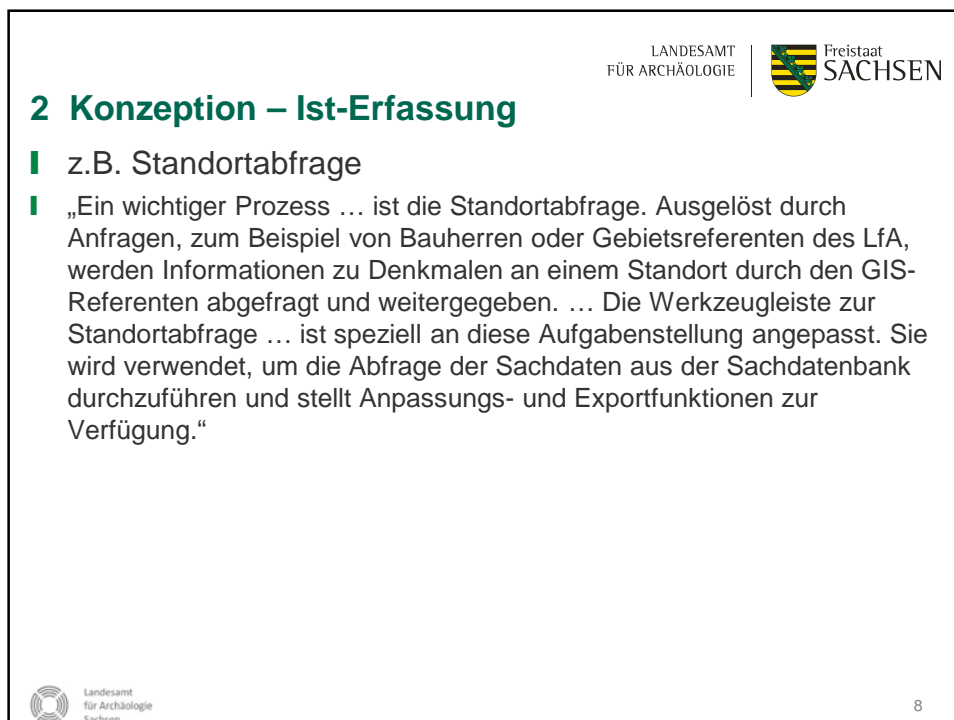 LANDESAMT
FÜR ARCHÄOLOGIE
Freistaat
SACHSEN
2 Konzeption – Ist-Erfassung
z.B. Standortabfrage
„Ein wichtiger Prozess … ist die Standortabfrage. Ausgelöst durch
Anfragen, zum Beispiel von Bauherren oder Gebietsreferenten des LfA,
werden Informationen zu Denkmalen an einem Standort durch den GIS-
Referenten abgefragt und weitergegeben. … Die Werkzeugleiste zur
Standortabfrage … ist speziell an diese Aufgabenstellung angepasst. Sie
wird verwendet, um die Abfrage der Sachdaten aus der Sachdatenbank
durchzuführen und stellt Anpassungs- und Exportfunktionen zur
Verfügung.“
Landesamt
für Archäologie
Sachsen
8